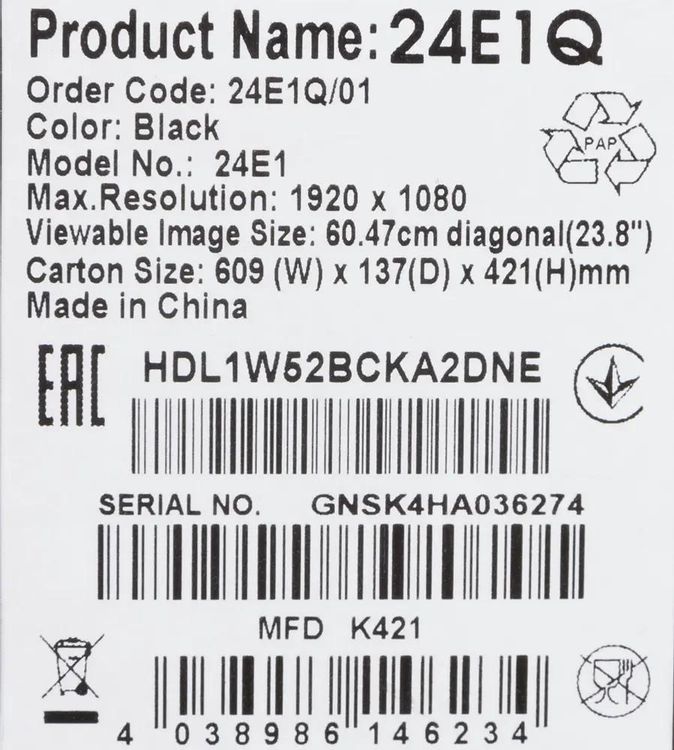 Product Name: 24E1Q
Order Code: 24E1Q/01
Color: Black
PAP
Model No.: 24E1
Max.Resolution: 1920 x 1080
Viewable Image Size: 60.47cm diagonal(23.8")
Carton Size: 609 (W) x 137(D) x 421(H)mm
Made in China
EAC
HDL1W52BCKA2DNE
SERIAL NO. GNSK4HA036274
MFD K421
4 038986 146234